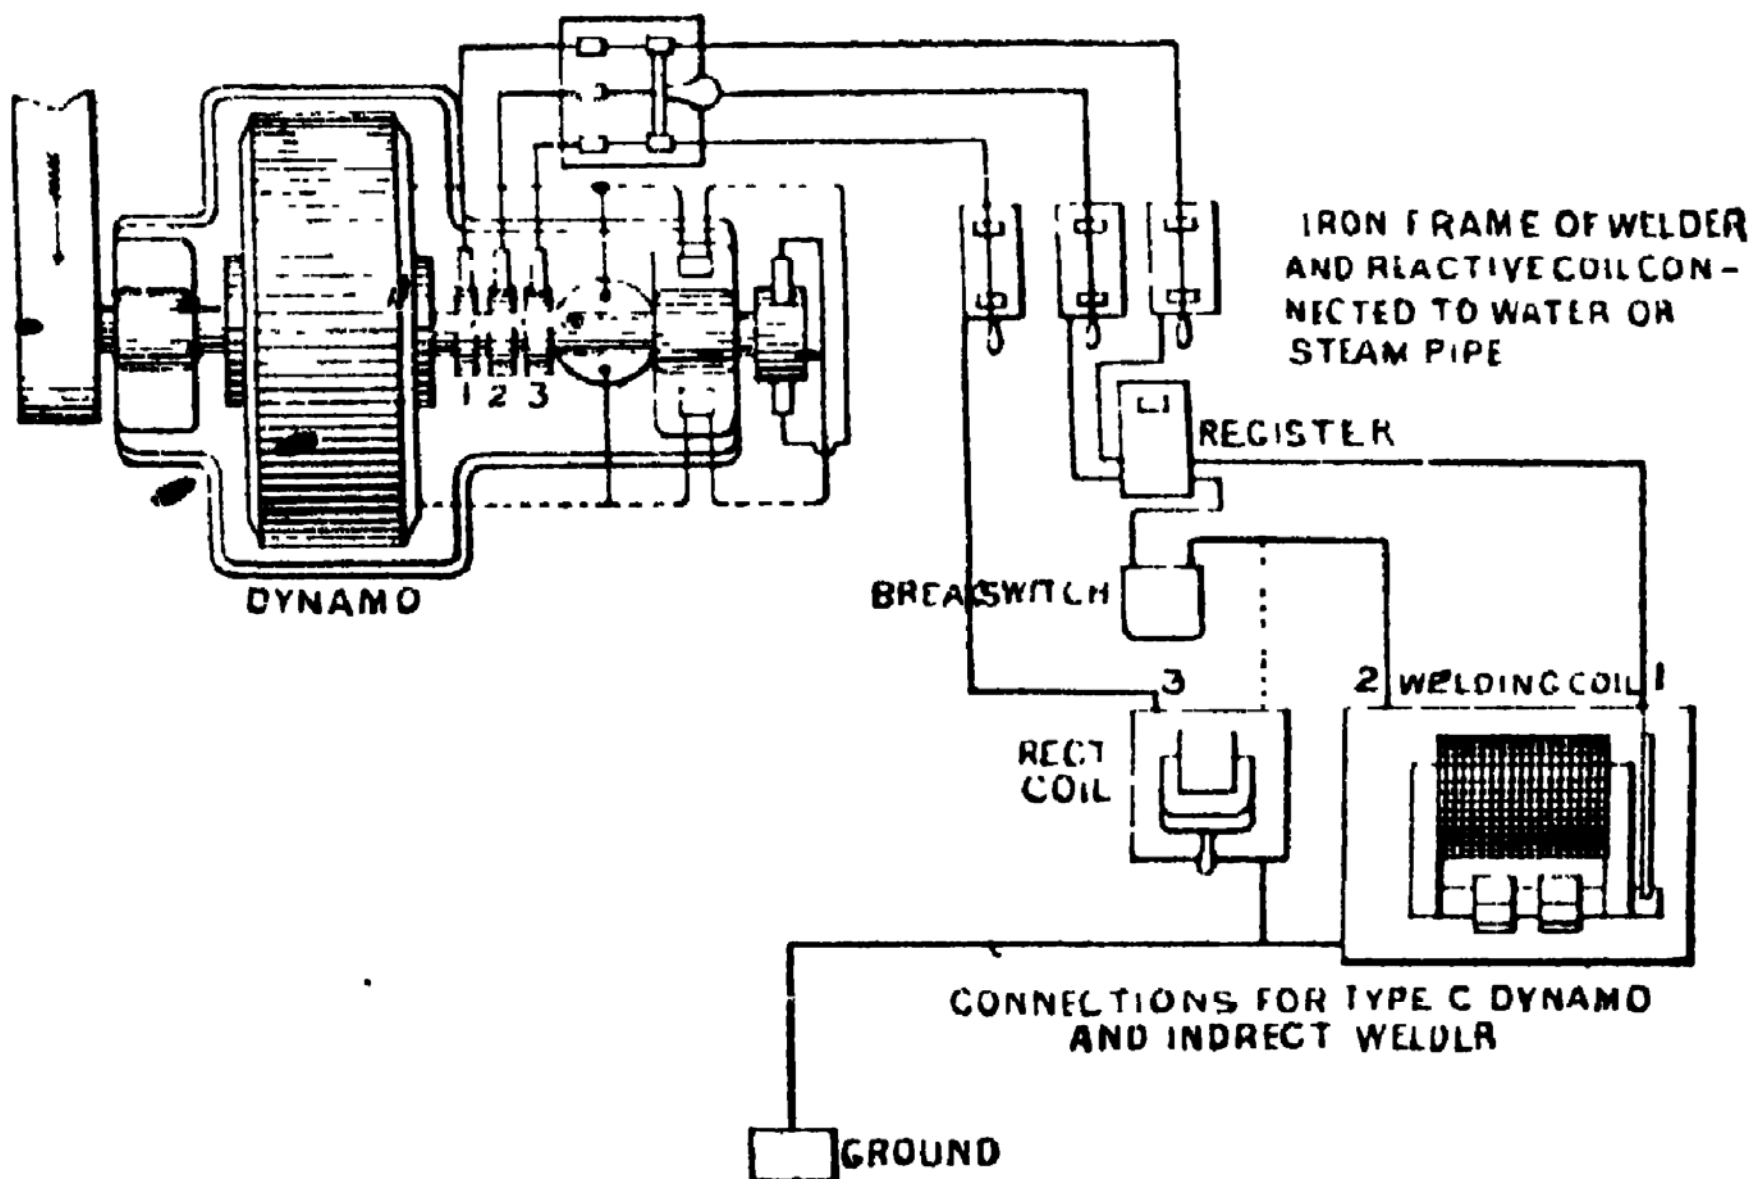 IRON FRAME OF WELDER
AND REACTIVE COIL CON-
NECTED TO WATER OR
STEAM PIPE
1 2 3
REGISTER
DYNAMO
BREAKSWITCH
3
2 WELDING COIL 1
RECT
COIL
CONNECTIONS FOR TYPE C DYNAMO
AND INDRECT WELDER
GROUND